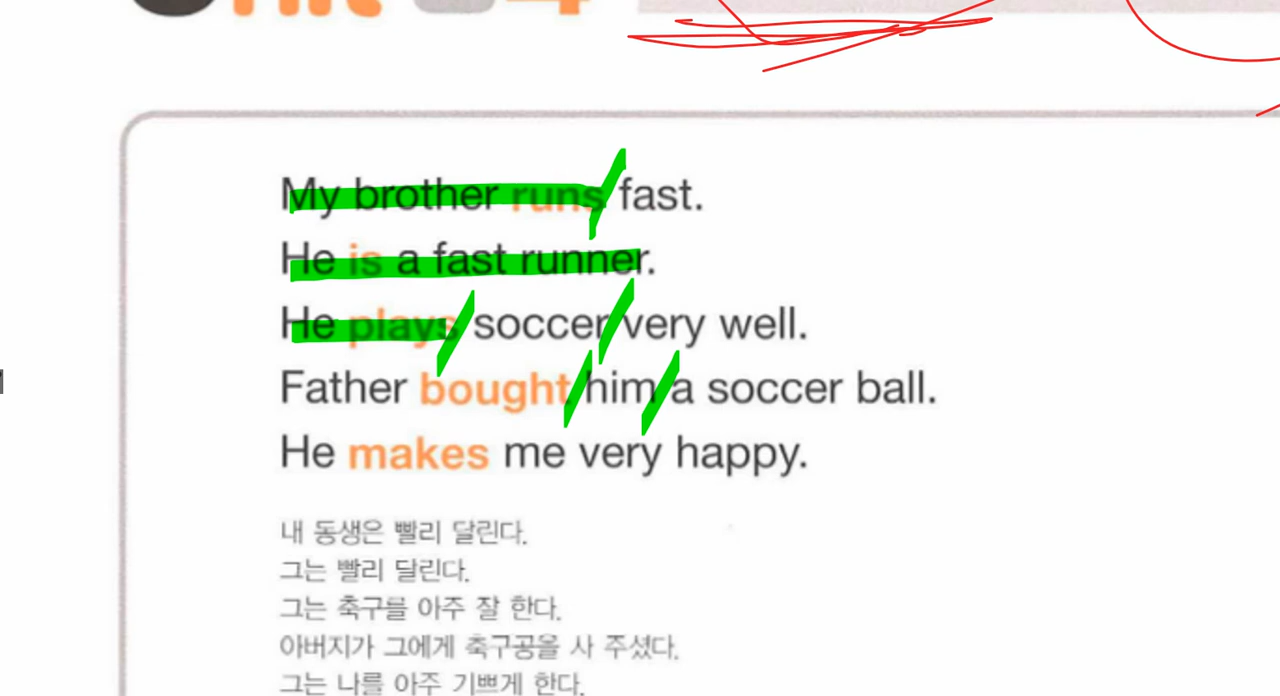 My brother runs fast.
He is a fast runner.
He plays soccer very well.
Father bought him a soccer ball.
He makes me very happy.
내 동생은 빨리 달린다.
그는 빨리 달린다.
그는 축구를 아주 잘 한다.
아버지가 그에게 축구공을 사 주셨다.
그는 나를 아주 기쁘게 한다.